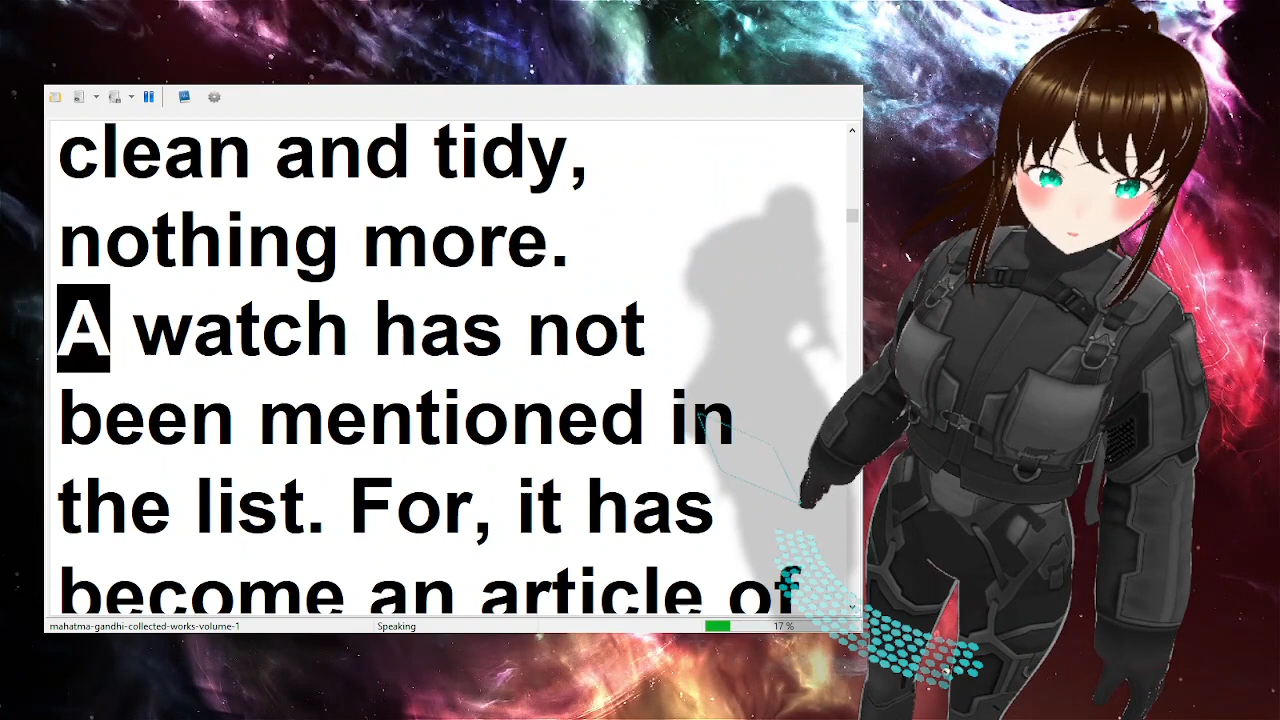 clean and tidy,
nothing more.
A watch has not
been mentioned in
the list. For, it has
become an article of
mahatma-gandhi-collected-works-volume-1 Speaking 17 %